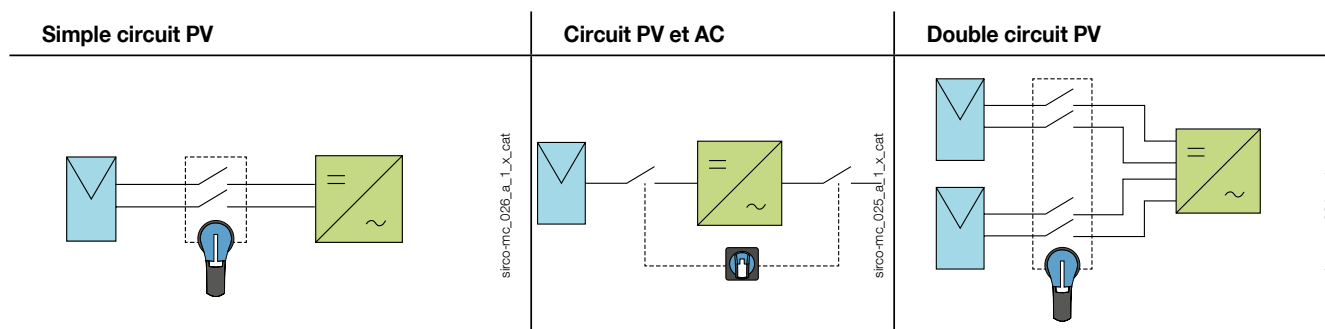 Simple circuit PV
Circuit PV et AC
Double circuit PV
sirco-mc_026_a_1_x_cat
sirco-mc_025_a_1_x_cat